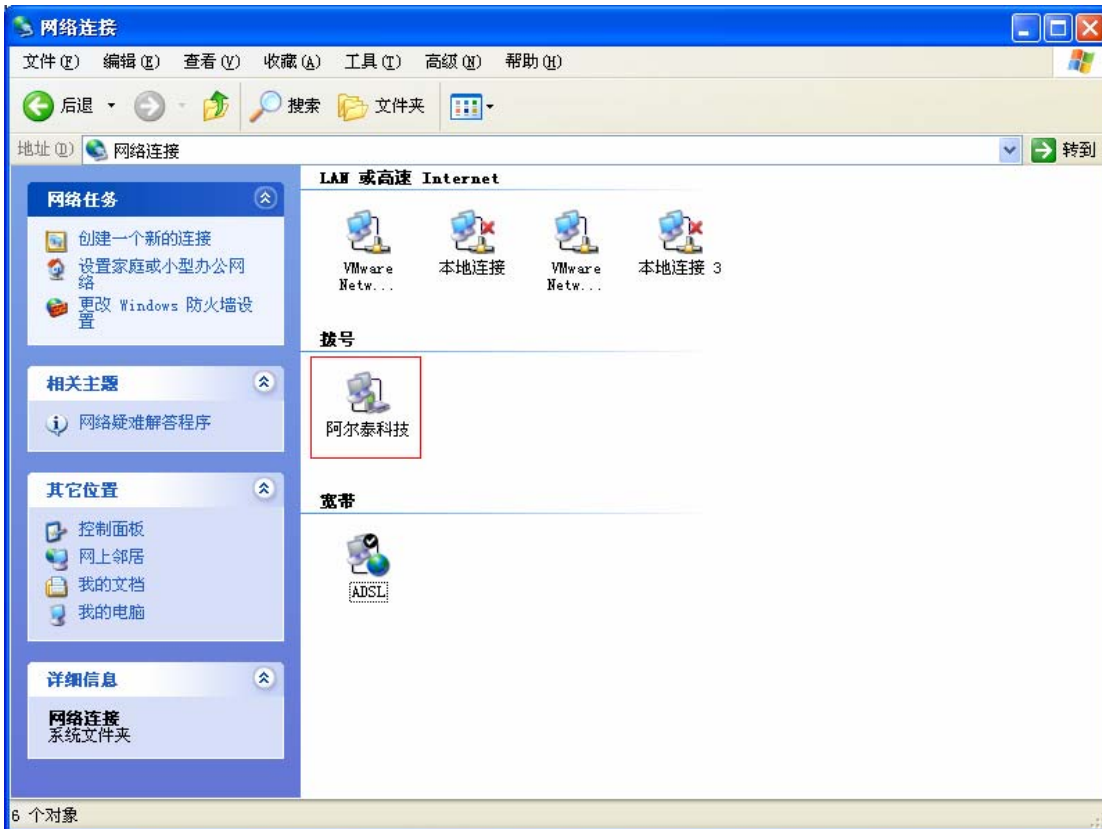 网络连接
文件(F) 编辑(E) 查看(V) 收藏(A) 工具(T) 高级(N) 帮助(H)
后退 搜索 文件夹
地址(D) 网络连接 转到
网络任务
创建一个新的连接
设置家庭或小型办公网
络
更改 Windows 防火墙设
置
相关主题
网络疑难解答程序
其它位置
控制面板
网上邻居
我的文档
我的电脑
详细信息
网络连接
系统文件夹
LAN 或高速 Internet
VMware
Netw...
本地连接
VMware
Netw...
本地连接 3
拨号
阿尔泰科技
宽带
ADSL
6 个对象